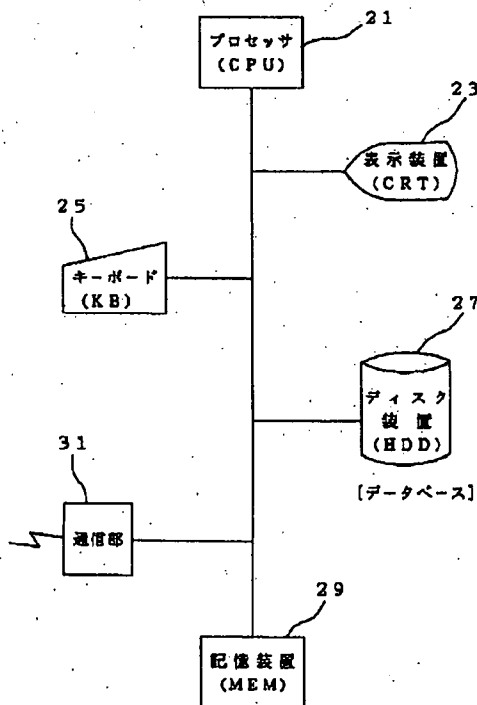 21
プロセッサ
(CPU)
23
表示装置
(CRT)
25
キーボード
(KB)
27
ディスク
装置
(HDD)
[データベース]
31
通信部
29
記憶装置
(MEM)